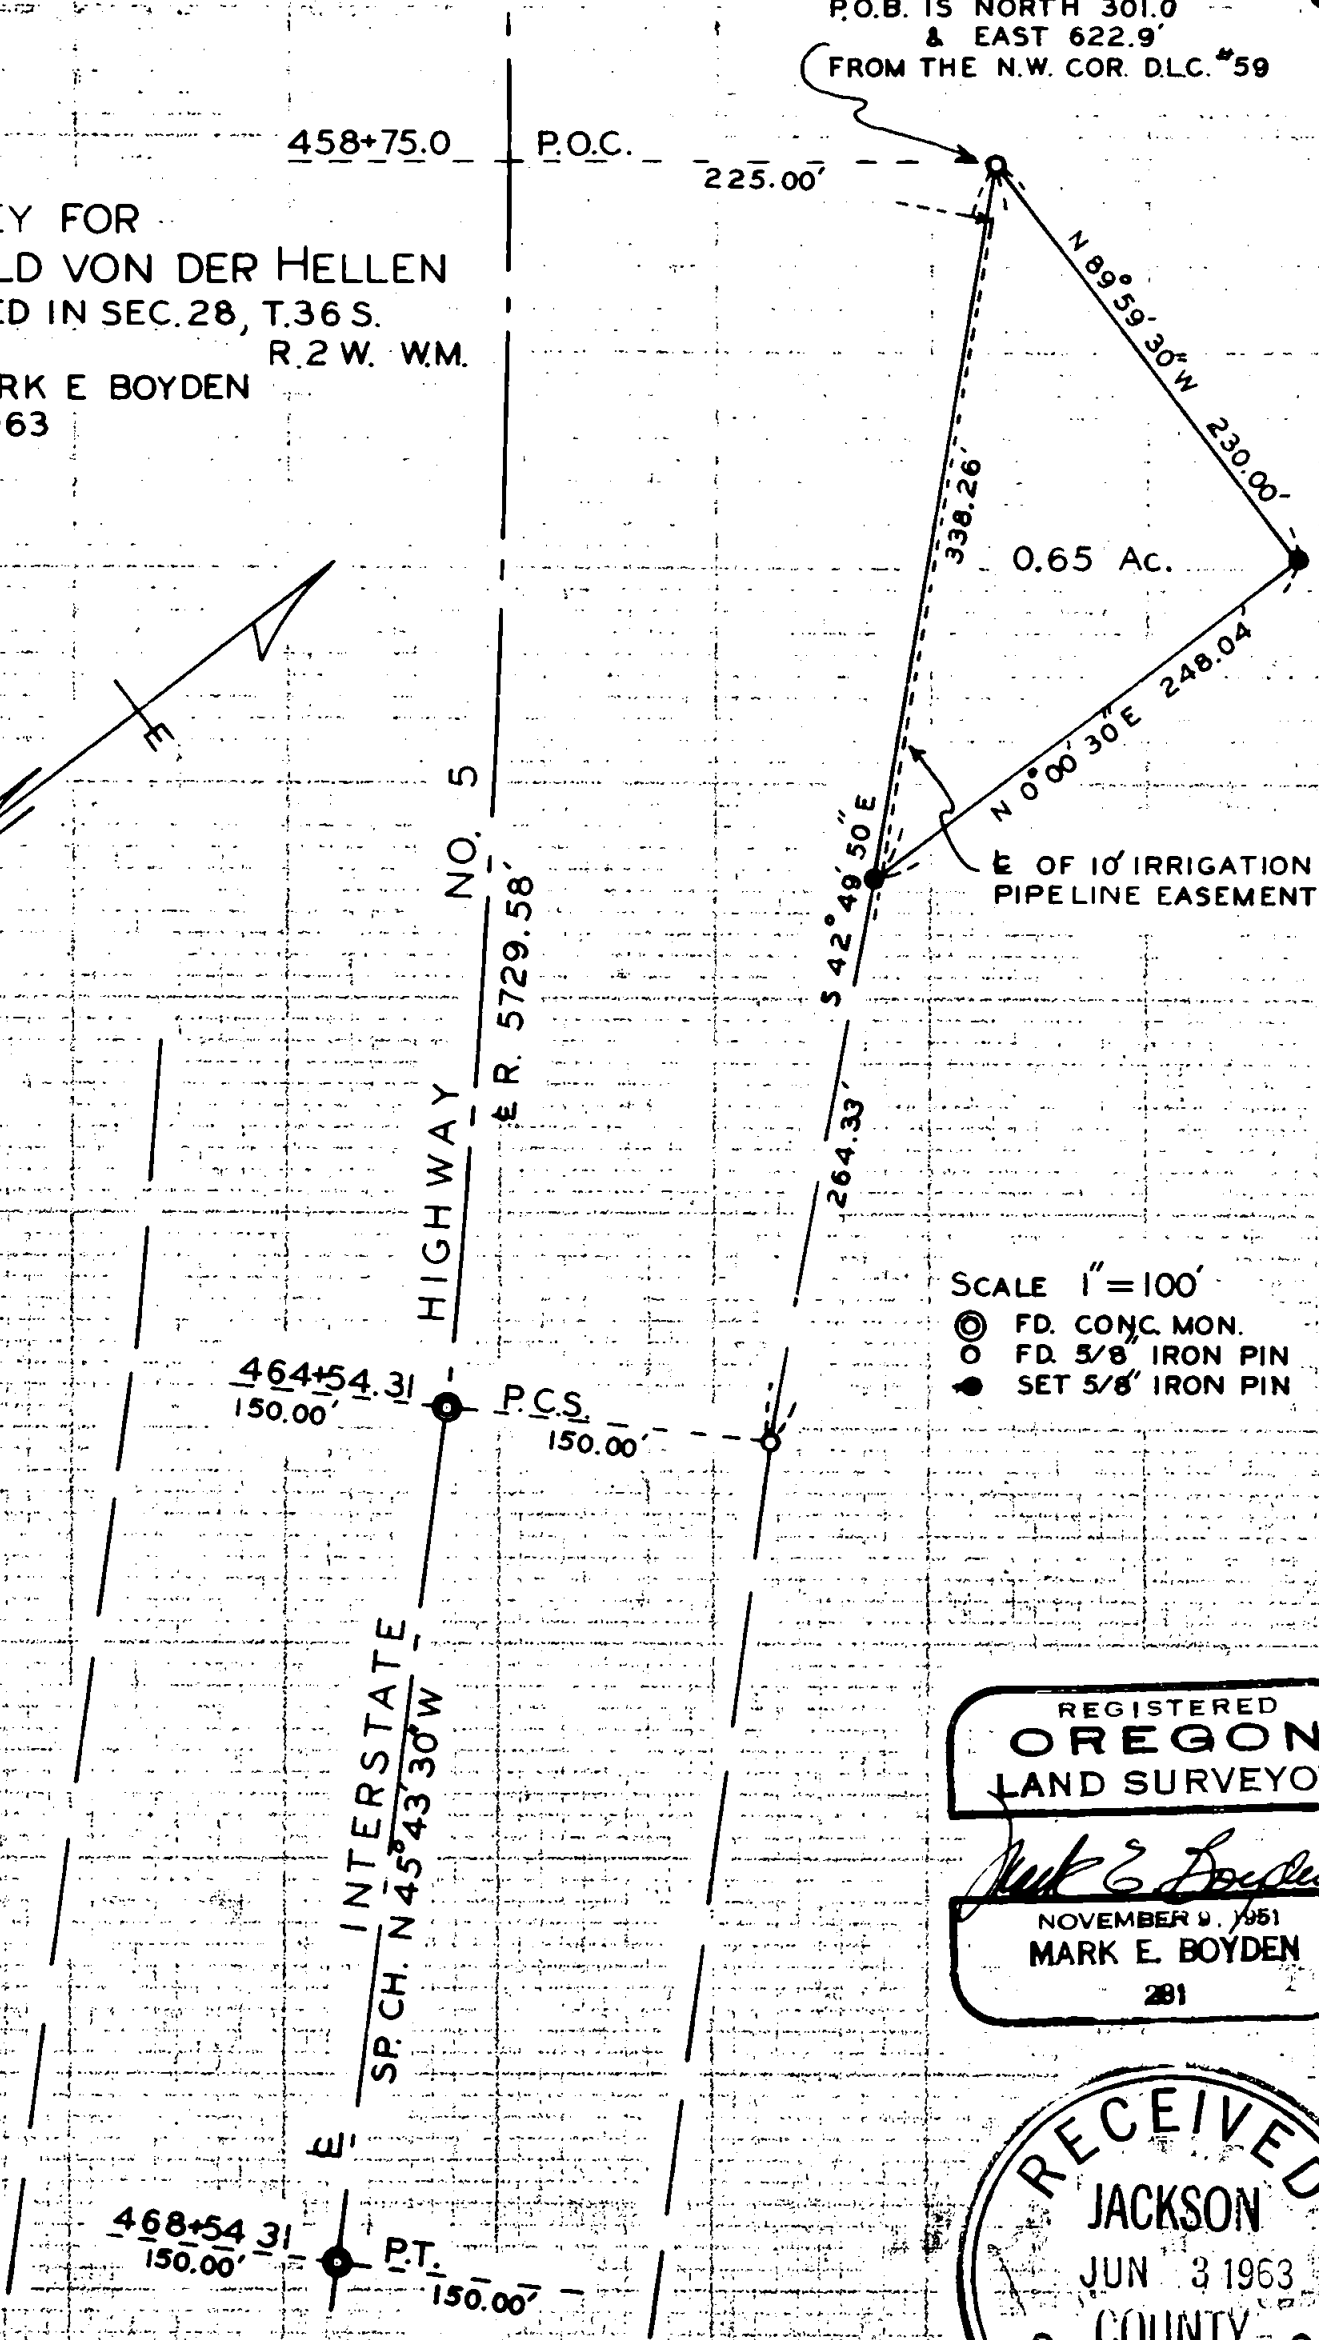 P.O.B. IS NORTH 301.0
& EAST 622.9'
FROM THE N.W. COR. D.L.C. #59
458+75.0 P.O.C.
225.00'
EY FOR
LD VON DER HELLEN
ED IN SEC. 28, T.36 S.
R.2 W. W.M.
RK E BOYDEN
63
N 89° 59' 30" W 230.00'
338.26'
0.65 Ac.
N 0° 00' 30" E 248.04'
℄ OF 10' IRRIGATION
PIPELINE EASEMENT
S 42° 49' 50" E
264.33'
INTERSTATE HIGHWAY NO. 5
℄ R. 5729.58'
SCALE 1" = 100'
FD. CONC. MON.
FD. 5/8" IRON PIN
SET 5/8" IRON PIN
464+54.31 P.C.S.
150.00' 150.00'
SP. CH. N 45° 43' 30" W
℄
REGISTERED
OREGON
LAND SURVEYO
Mark E Boyden
NOVEMBER 9, 1951
MARK E. BOYDEN
281
468+54.31 P.T.
150.00' 150.00'
RECEIVED
JACKSON
JUN 3 1963
COUNTY